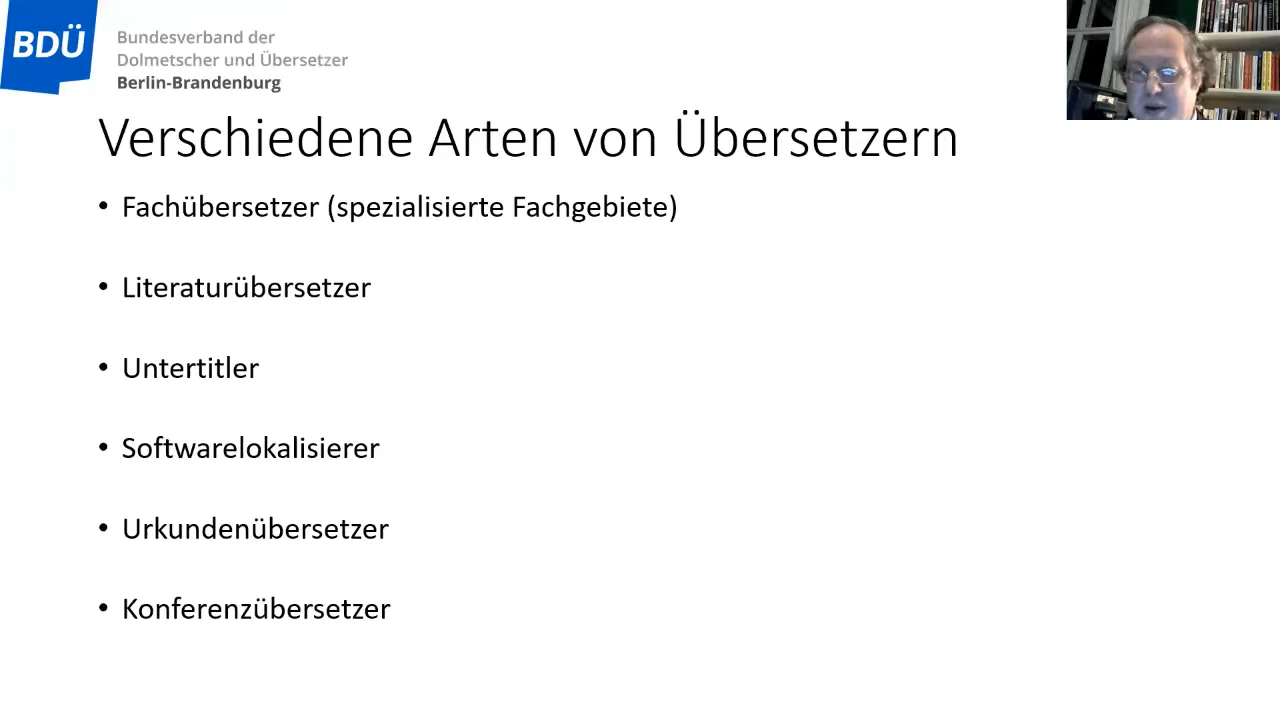 BDÜ
Bundesverband der
Dolmetscher und Übersetzer
Berlin-Brandenburg
Verschiedene Arten von Übersetzern
• Fachübersetzer (spezialisierte Fachgebiete)
• Literaturübersetzer
• Untertitler
• Softwarelokalisierer
• Urkundenübersetzer
• Konferenzübersetzer